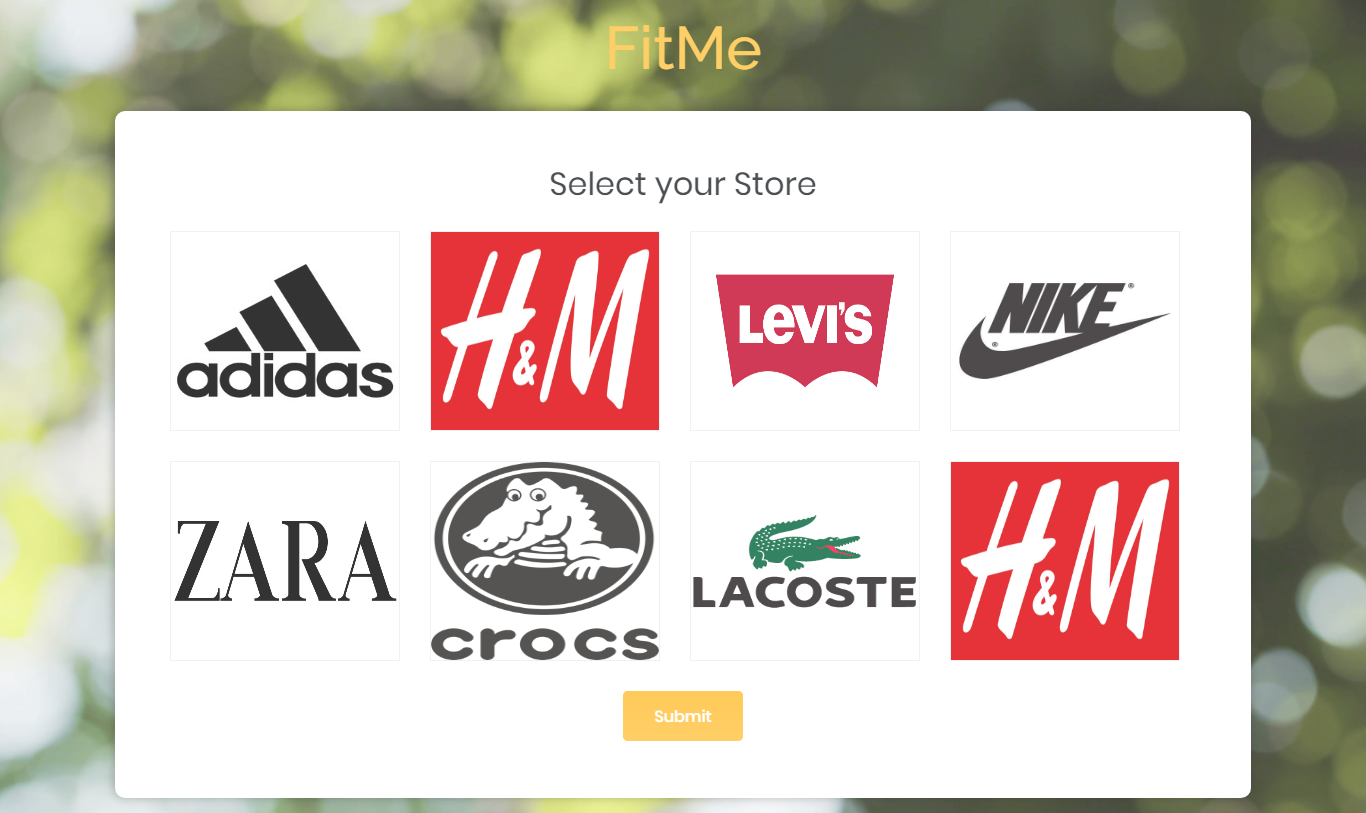 FitMe
Select your Store
adidas
H&M
LEVI'S
NIKE
ZARA
crocs
LACOSTE
H&M
Submit